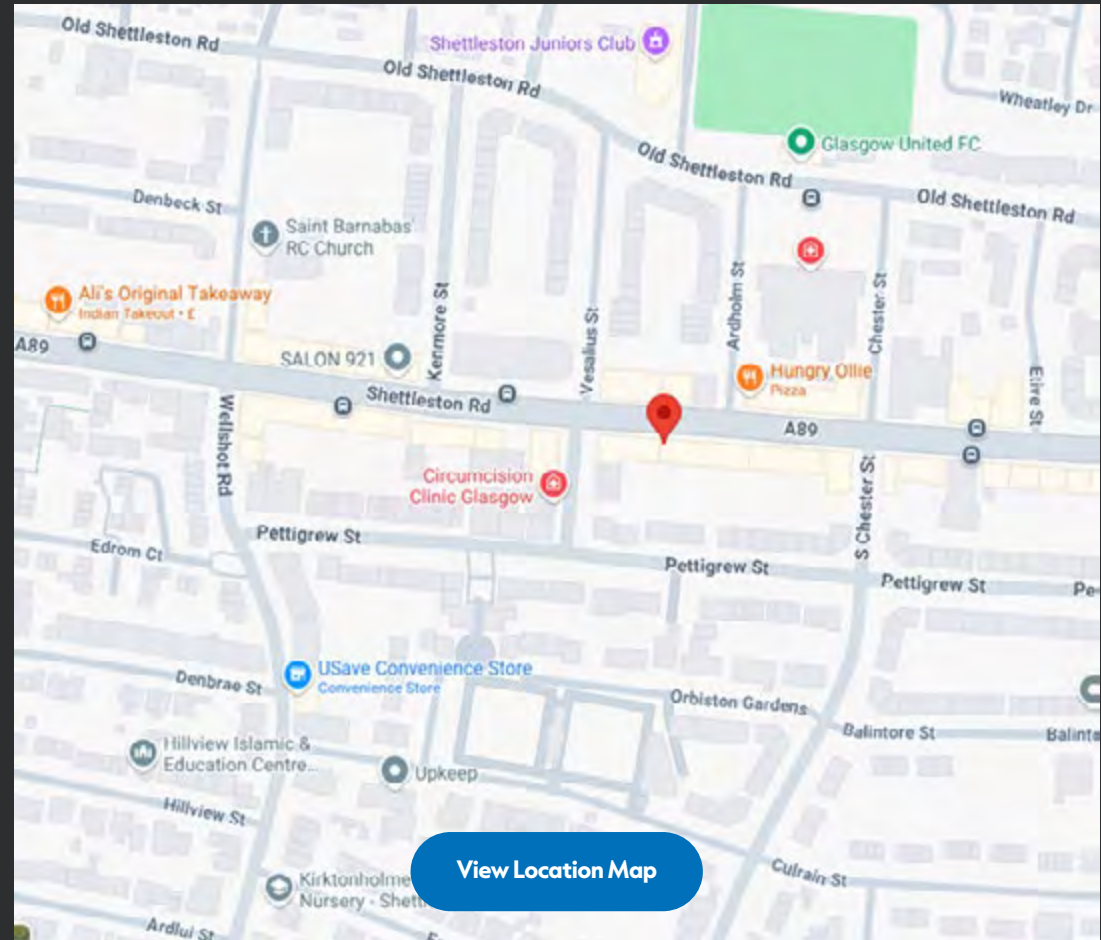 Old Shettleston Rd
Shettleston Juniors Club
Old Shettleston Rd
Wheatley Dr
Glasgow United FC
Old Shettleston Rd
Old Shettleston Rd
Denbeck St
Saint Barnabas'
RC Church
Ali's Original Takeaway
Indian Takeout • £
Kenmore St
Vesalius St
Ardholm St
Chester St
A89
SALON 921
Hungry Ollie
Pizza
Etive St
Shettleston Rd
A89
Wellshot Rd
Circumcision
Clinic Glasgow
S Chester St
Pettigrew St
Edrom Ct
Pettigrew St
Pettigrew St
Pe
USave Convenience Store
Convenience Store
Denbrae St
Orbiston Gardens
Balintore St
Balinto
Hillview Islamic &
Education Centre...
Upkeep
Hillview St
View Location Map
Culrain St
Kirktonholme
Nursery - Shett
Ardlui St